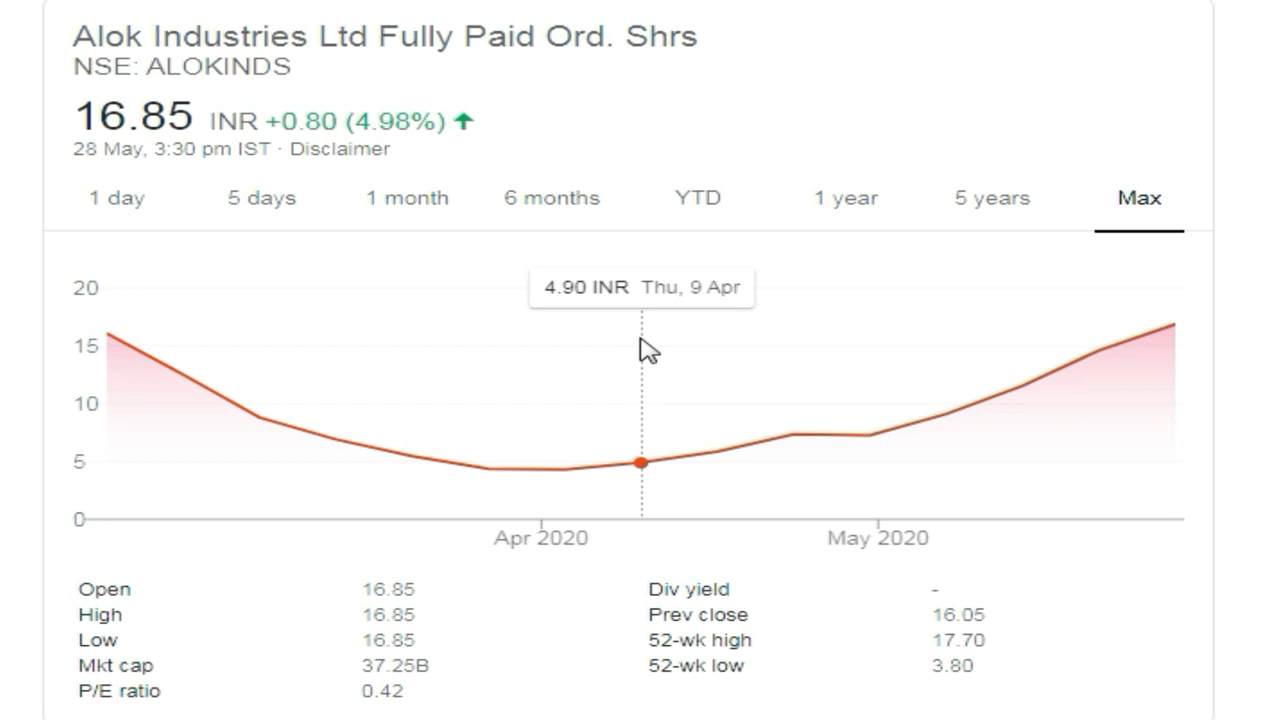 Alok Industries Ltd Fully Paid Ord. Shrs
NSE: ALOKINDS
16.85 INR +0.80 (4.98%)
28 May, 3:30 pm IST · Disclaimer
1 day 5 days 1 month 6 months YTD 1 year 5 years Max
4.90 INR Thu, 9 Apr
20
15
10
5
0
Apr 2020 May 2020
Open 16.85 Div yield -
High 16.85 Prev close 16.05
Low 16.85 52-wk high 17.70
Mkt cap 37.25B 52-wk low 3.80
P/E ratio 0.42